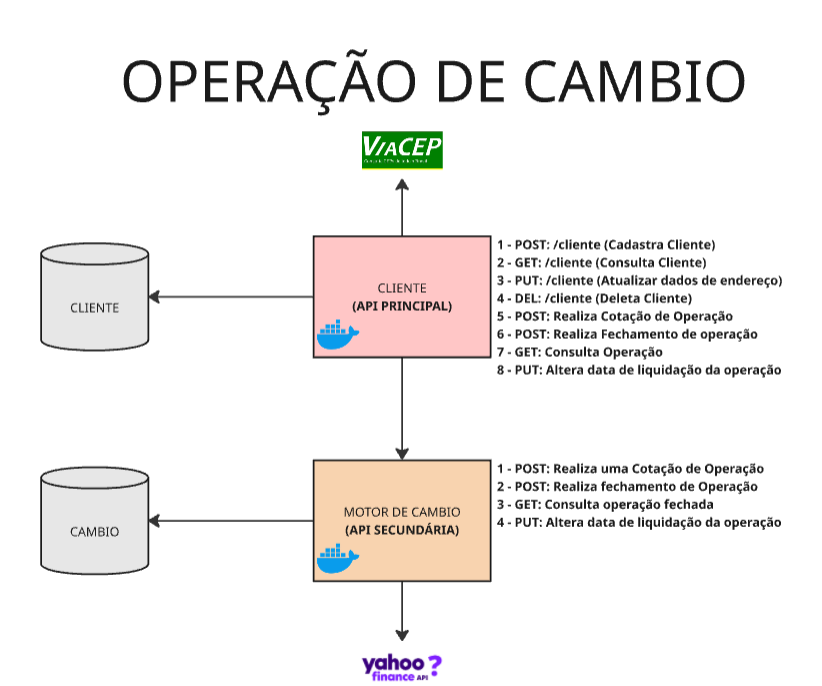 OPERAÇÃO DE CAMBIO
VIACEP
CLIENTE
CLIENTE
(API PRINCIPAL)
1 - POST: /cliente (Cadastra Cliente)
2 - GET: /cliente (Consulta Cliente)
3 - PUT: /cliente (Atualizar dados de endereço)
4 - DEL: /cliente (Deleta Cliente)
5 - POST: Realiza Cotação de Operação
6 - POST: Realiza Fechamento de operação
7 - GET: Consulta Operação
8 - PUT: Altera data de liquidação da operação
CAMBIO
MOTOR DE CAMBIO
(API SECUNDÁRIA)
1 - POST: Realiza uma Cotação de Operação
2 - POST: Realiza fechamento de Operação
3 - GET: Consulta operação fechada
4 - PUT: Altera data de liquidação da operação
yahoo?
finance API